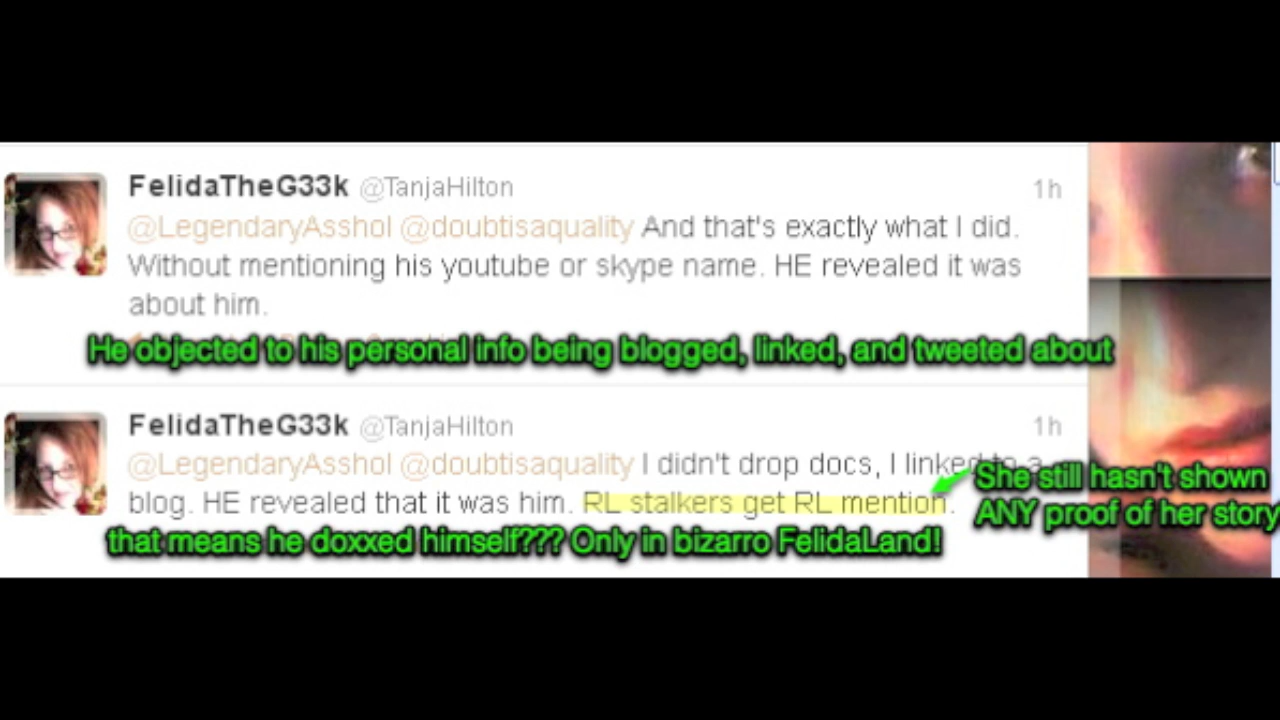 FelidaTheG33k @TanjaHilton 1h
@LegendaryAsshol @doubtisaquality And that's exactly what I did.
Without mentioning his youtube or skype name. HE revealed it was
about him.
He objected to his personal info being blogged, linked, and tweeted about
FelidaTheG33k @TanjaHilton 1h
@LegendaryAsshol @doubtisaquality I didn't drop docs, I linked to a
blog. HE revealed that it was him. RL stalkers get RL mention.
She still hasn't shown
ANY proof of her story
that means he doxxed himself??? Only in bizarro FelidaLand!